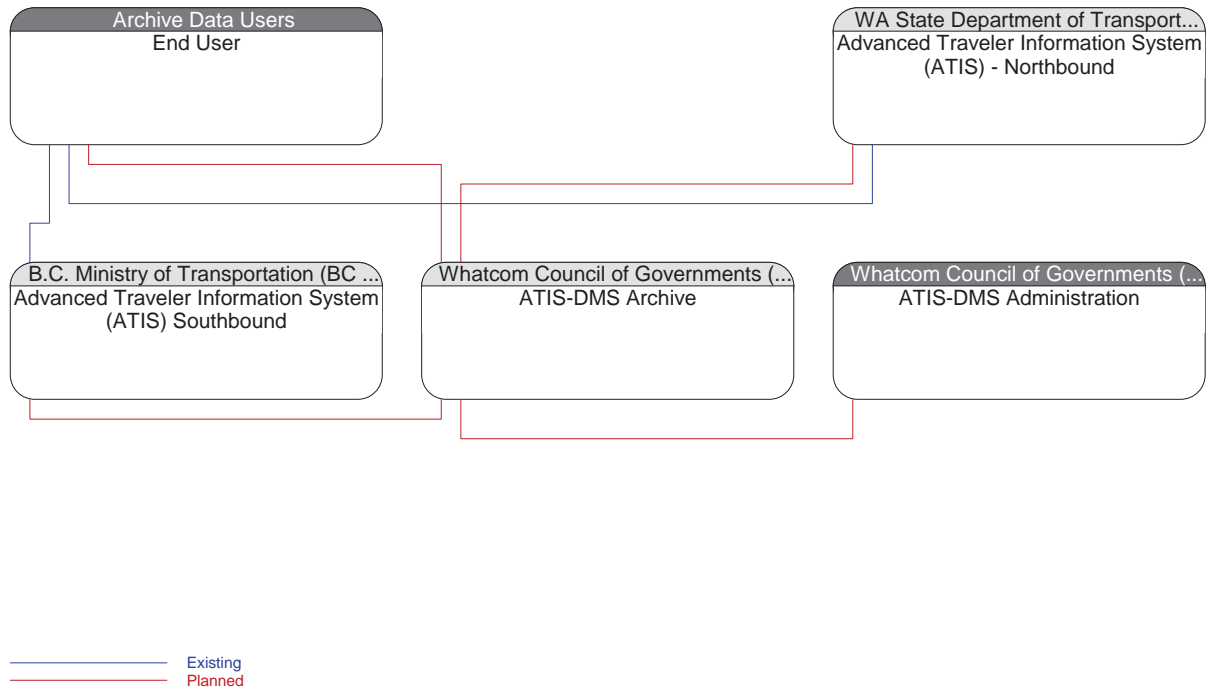 Archive Data Users
End User
WA State Department of Transport...
Advanced Traveler Information System
(ATIS) - Northbound
B.C. Ministry of Transportation (BC ...
Advanced Traveler Information System
(ATIS) Southbound
Whatcom Council of Governments (...
ATIS-DMS Archive
Whatcom Council of Governments (...
ATIS-DMS Administration
Existing
Planned